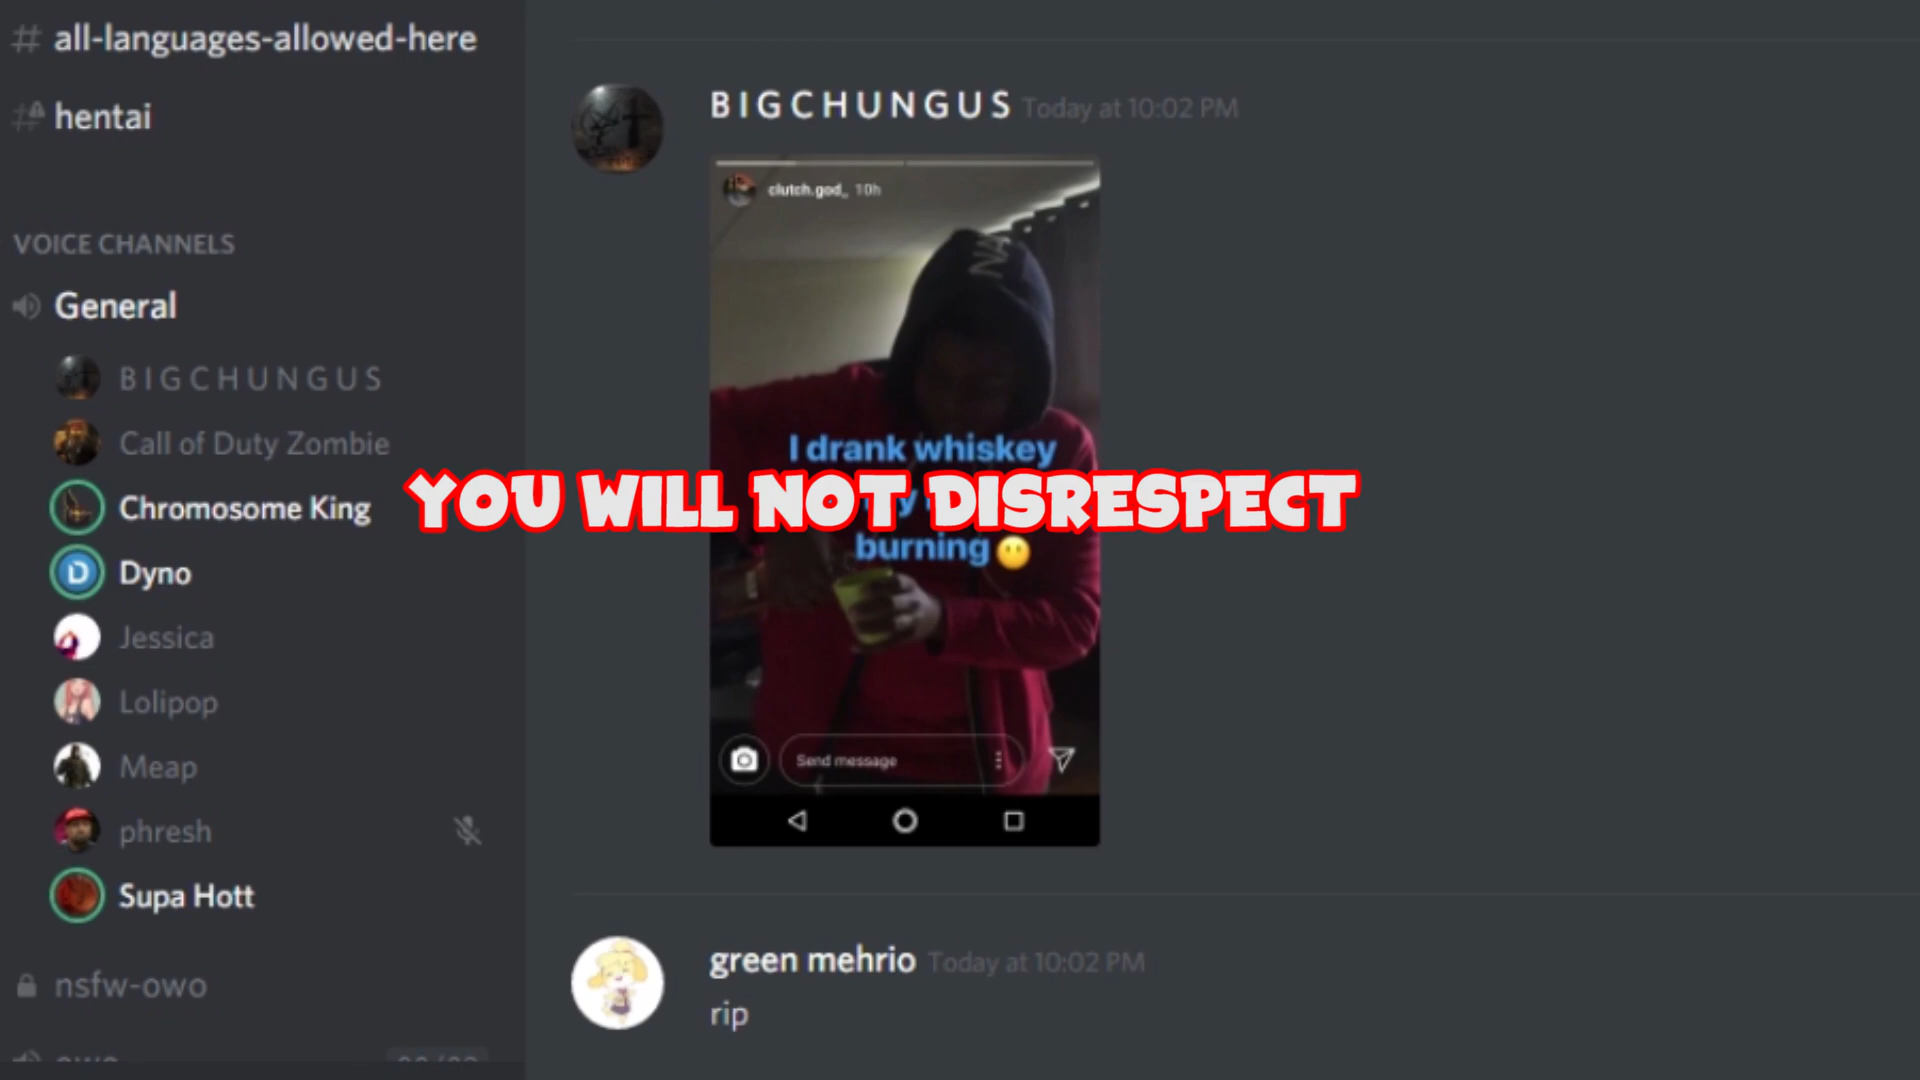 all-languages-allowed-here
hentai
VOICE CHANNELS
General
B I G C H U N G U S
Call of Duty Zombie
Chromosome King
Dyno
Jessica
Lolipop
Meap
phresh
Supa Hott
nsfw-owo
B I G C H U N G U S Today at 10:02 PM
clutch.god_ 10h
NA
I drank whiskey
YOU WILL NOT DISRESPECT
burning
Send message
green mehrio Today at 10:02 PM
rip